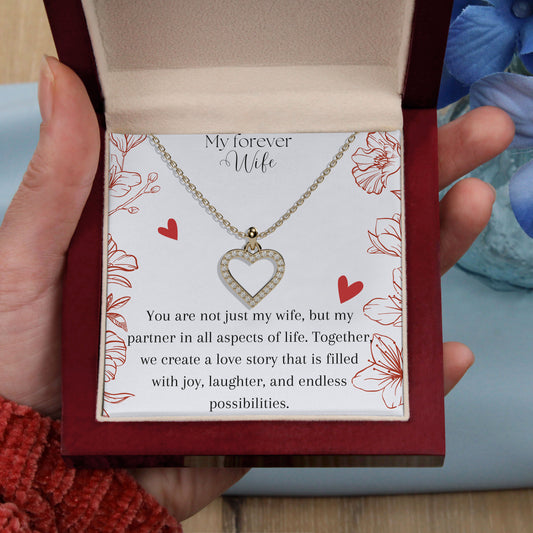 My forever
Wife
You are not just my wife, but my
partner in all aspects of life. Together,
we create a love story that is filled
with joy, laughter, and endless
possibilities.